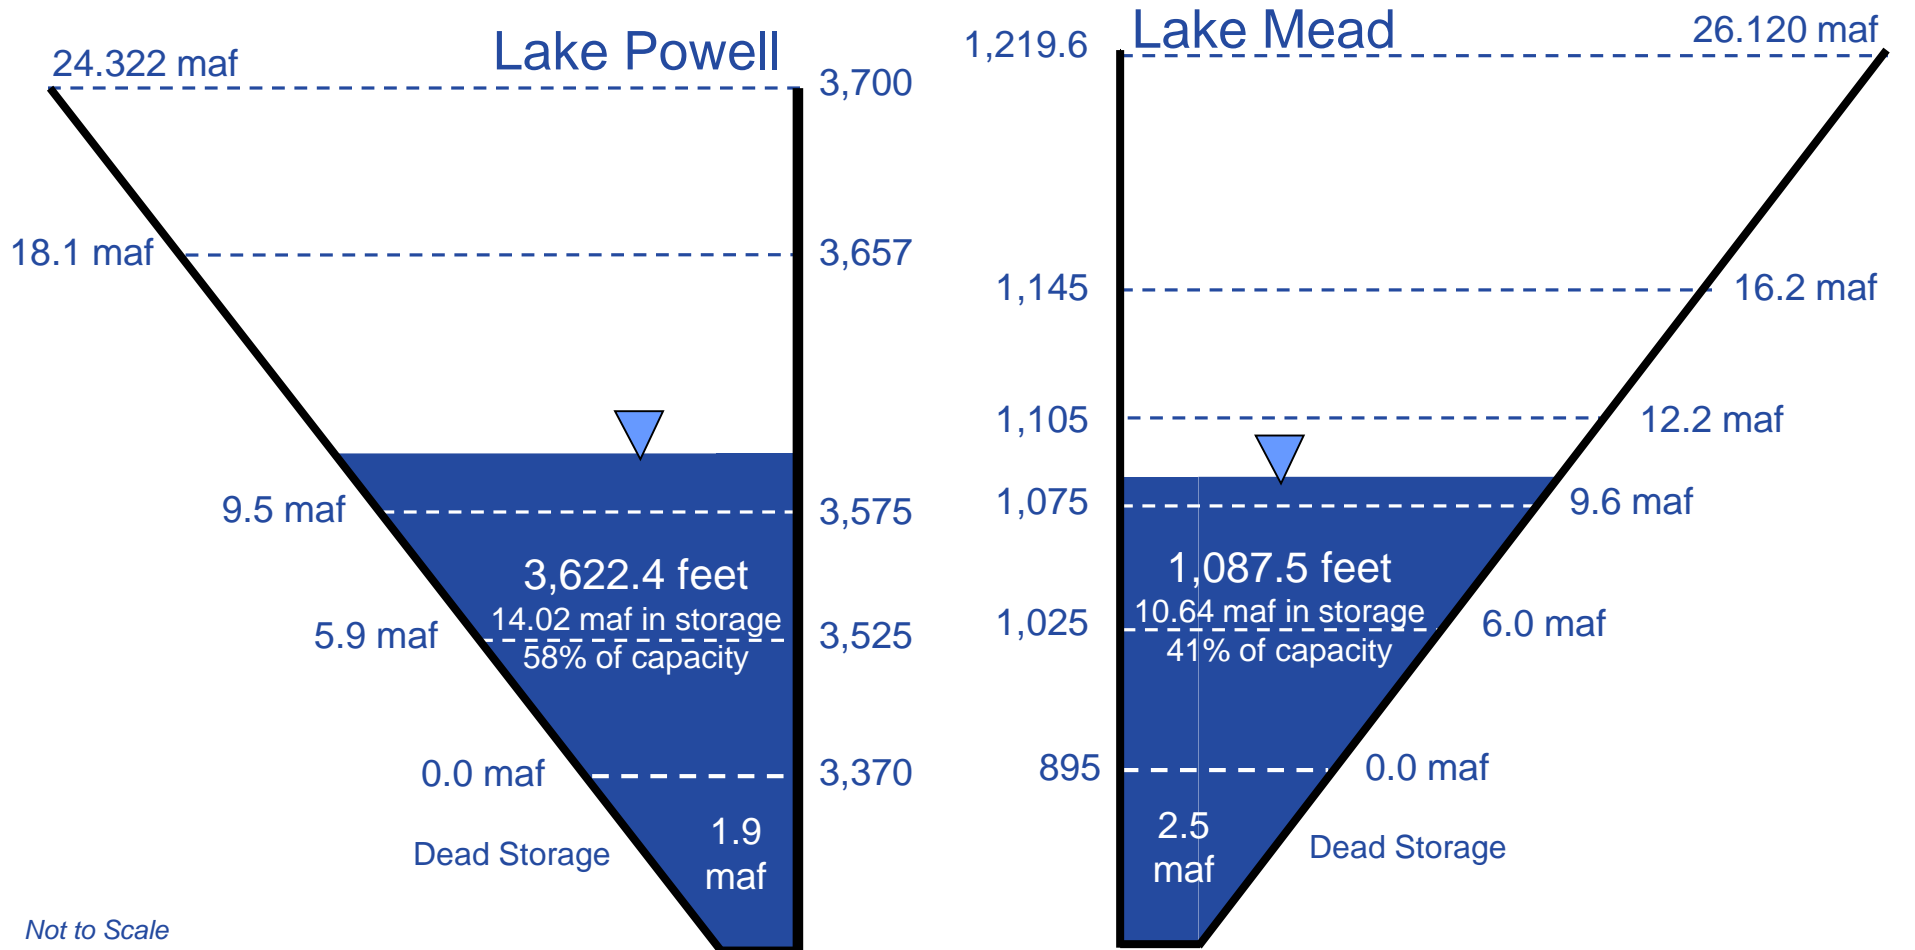 Lake Powell
24.322 maf
3,700
18.1 maf
3,657
9.5 maf
3,575
3,622.4 feet
14.02 maf in storage
5.9 maf
3,525
58% of capacity
0.0 maf
3,370
1.9
maf
Dead Storage
Not to Scale
Lake Mead
1,219.6
26.120 maf
1,145
16.2 maf
1,105
12.2 maf
1,075
9.6 maf
1,087.5 feet
10.64 maf in storage
1,025
6.0 maf
41% of capacity
895
0.0 maf
2.5
maf
Dead Storage